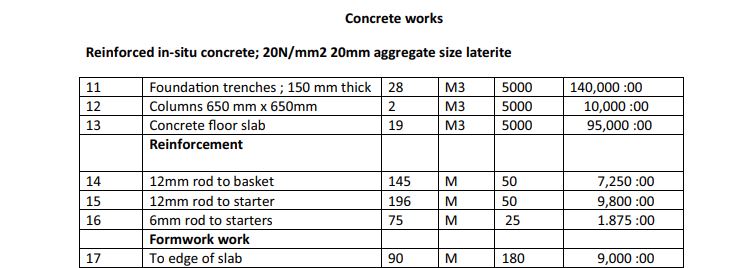 Concrete works
Reinforced in-situ concrete; 20N/mm2 20mm aggregate size laterite
11 Foundation trenches ; 150 mm thick 28 M3 5000 140,000 :00
12 Columns 650 mm x 650mm 2 M3 5000 10,000 :00
13 Concrete floor slab 19 M3 5000 95,000 :00
Reinforcement
14 12mm rod to basket 145 M 50 7,250 :00
15 12mm rod to starter 196 M 50 9,800 :00
16 6mm rod to starters 75 M 25 1.875 :00
Formwork work
17 To edge of slab 90 M 180 9,000 :00